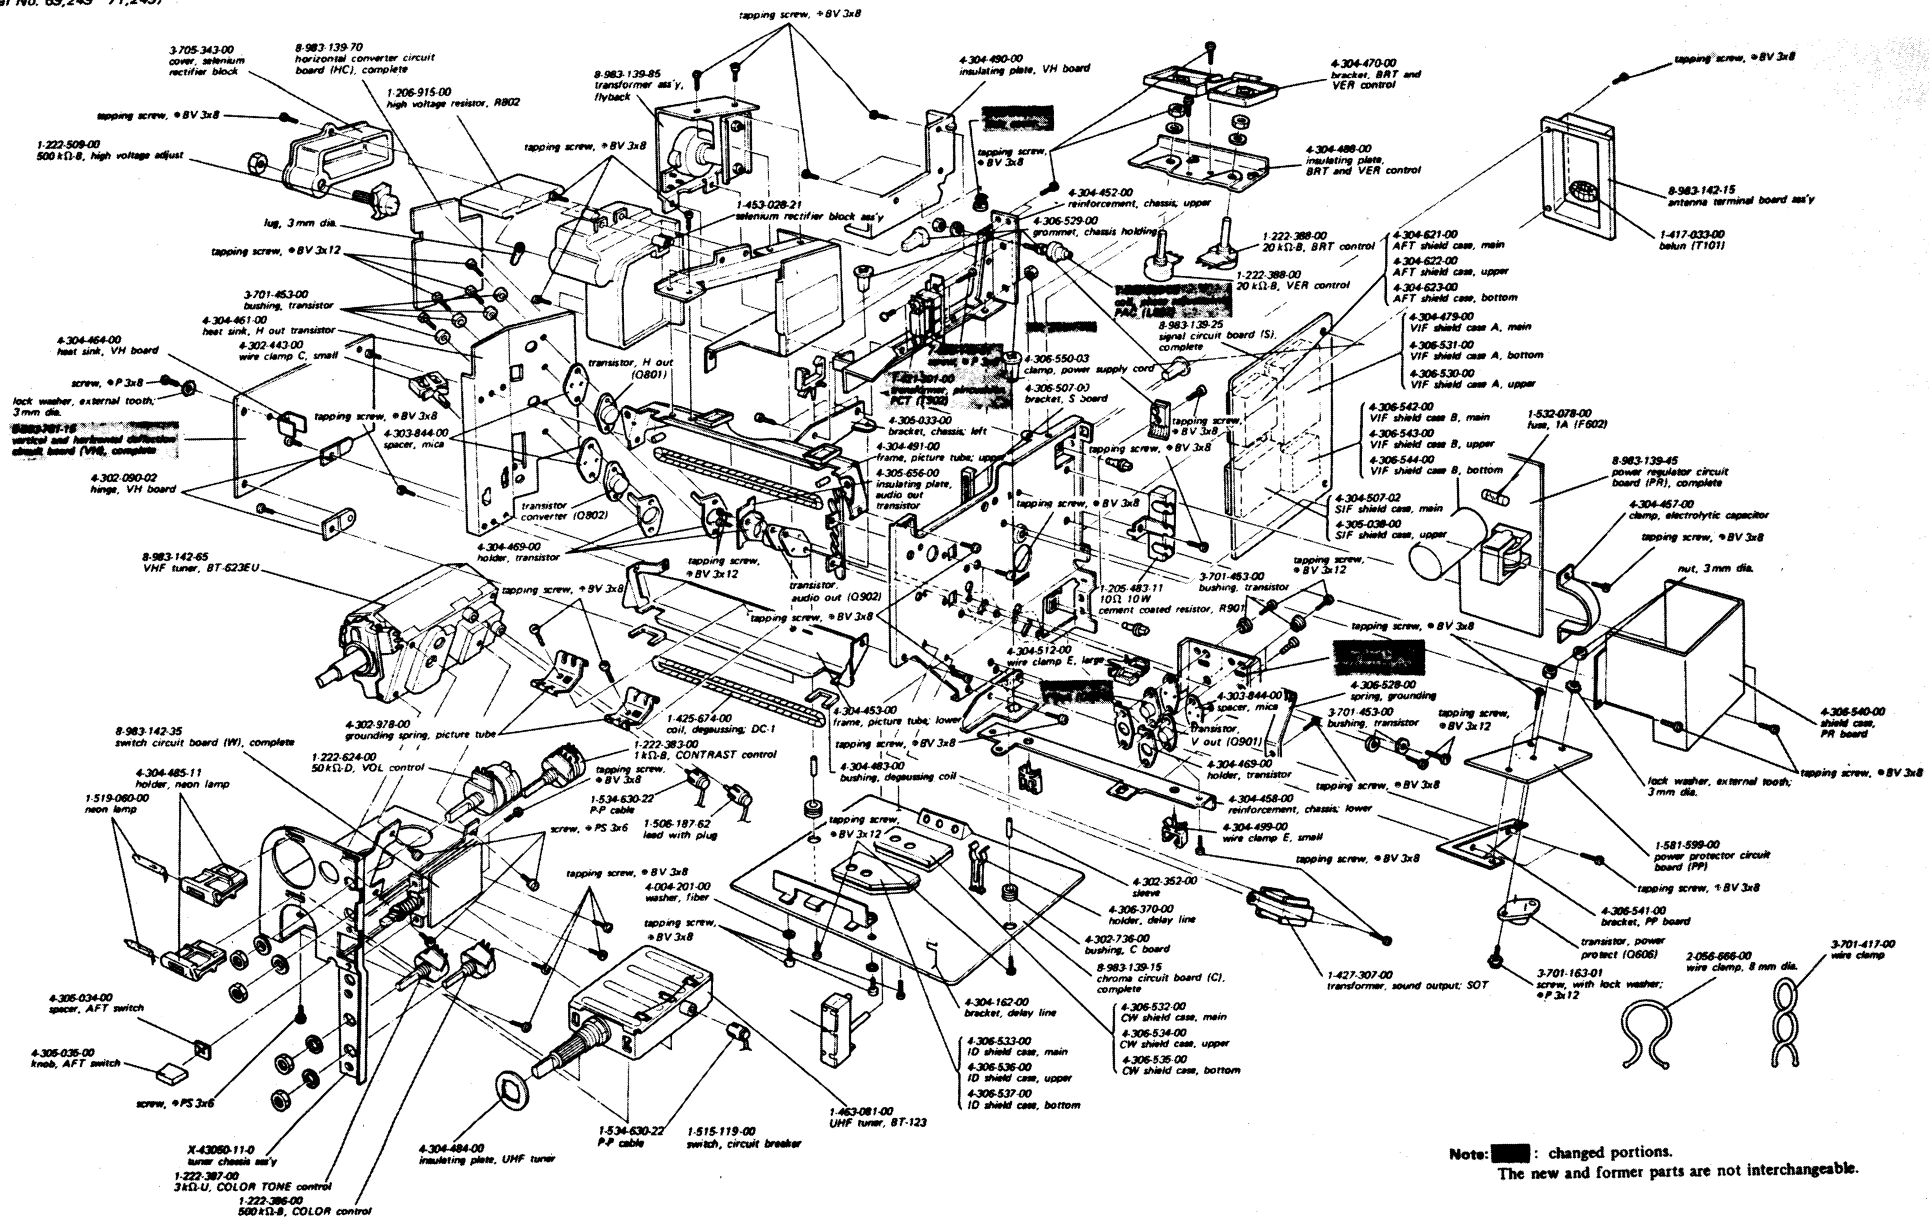 al No. 69,249 - 71,249)
tapping screw, ⊕BV 3x8
3-705-343-00
cover, selenium
rectifier block
8-983-139-70
horizontal converter circuit
board (HC), complete
1-206-915-00
high voltage resistor, R802
8-983-139-85
transformer ass'y,
flyback
4-304-490-00
insulating plate, VH board
4-304-470-00
bracket, BRT and
VER control
tapping screw, ⊕BV 3x8
tapping screw, ⊕BV 3x8
1-222-509-00
500 kΩ-B, high voltage adjust
tapping screw, ⊕BV 3x8
tapping screw,
⊕BV 3x8
4-304-488-00
insulating plate,
BRT and VER control
8-983-142-15
antenna terminal board ass'y
1-417-033-00
balun (T101)
1-453-028-21
selenium rectifier block ass'y
4-304-452-00
reinforcement, chassis; upper
4-306-529-00
grommet, chassis holding
1-222-388-00
20 kΩ-B, BRT control
1-222-388-00
20 kΩ-B, VER control
lug, 3 mm dia.
tapping screw, ⊕BV 3x12
3-701-453-00
bushing, transistor
4-304-461-00
heat sink, H out transistor
4-302-443-00
wire clamp C, small
4-304-464-00
heat sink, VH board
screw, ⊕P 3x8
lock washer, external tooth;
3 mm dia.
vertical and horizontal deflection
circuit board (VH), complete
4-302-090-02
hinge, VH board
tapping screw, ⊕BV 3x8
4-303-844-00
spacer, mica
transistor, H out
(Q801)
transistor
converter (Q802)
4-304-469-00
holder, transistor
PAC
8-983-139-25
signal circuit board (S),
complete
4-304-621-00
AFT shield case, main
4-304-622-00
AFT shield case, upper
4-304-623-00
AFT shield case, bottom
4-304-479-00
VIF shield case A, main
4-306-531-00
VIF shield case A, bottom
4-306-530-00
VIF shield case A, upper
4-306-542-00
VIF shield case B, main
4-306-543-00
VIF shield case B, upper
4-306-544-00
VIF shield case B, bottom
4-304-507-02
SIF shield case, main
4-305-038-00
SIF shield case, upper
PCT (T902)
4-306-550-03
clamp, power supply cord
4-306-507-00
bracket, S board
4-305-033-00
bracket, chassis; left
4-304-491-00
frame, picture tube; upper
4-305-656-00
insulating plate,
audio out
transistor
tapping screw,
⊕BV 3x8
tapping screw, ⊕BV 3x8
tapping screw, ⊕BV 3x8
1-532-078-00
fuse, 1A (F602)
8-983-139-45
power regulator circuit
board (PR), complete
4-304-457-00
clamp, electrolytic capacitor
tapping screw, ⊕BV 3x8
nut, 3 mm dia.
8-983-142-65
VHF tuner, BT-623EU
tapping screw, ⊕BV 3x8
tapping screw,
⊕BV 3x12
transistor,
audio out (Q902)
tapping screw, ⊕BV 3x8
1-205-483-11
10Ω 10W
cement coated resistor, R901
3-701-453-00
bushing, transistor
tapping screw,
⊕BV 3x12
tapping screw, ⊕BV 3x8
4-304-512-00
wire clamp E, large
4-303-844-00
spacer, mica
transistor,
V out (Q901)
4-306-528-00
spring, grounding
3-701-453-00
bushing, transistor
tapping screw,
⊕BV 3x12
4-306-540-00
shield case,
PR board
4-302-978-00
grounding spring, picture tube
1-425-674-00
coil, degaussing; DC-1
4-304-453-00
frame, picture tube; lower
tapping screw, ⊕BV 3x8
4-304-483-00
bushing, degaussing coil
4-304-469-00
holder, transistor
tapping screw, ⊕BV 3x8
lock washer, external tooth;
3 mm dia.
tapping screw, ⊕BV 3x8
8-983-142-35
switch circuit board (W), complete
1-222-624-00
50 kΩ-D, VOL control
1-222-383-00
1 kΩ-B, CONTRAST control
tapping screw,
⊕BV 3x8
1-534-630-22
P-P cable
1-506-187-62
lead with plug
4-304-485-11
holder, neon lamp
1-519-060-00
neon lamp
screw, ⊕PS 3x6
tapping screw,
⊕BV 3x12
4-304-458-00
reinforcement, chassis; lower
4-304-499-00
wire clamp E, small
tapping screw, ⊕BV 3x8
1-581-599-00
power protector circuit
board (PP)
tapping screw, ⊕BV 3x8
4-306-541-00
bracket, PP board
transistor, power
protect (Q606)
3-701-163-01
screw, with lock washer;
⊕P 3x12
tapping screw, ⊕BV 3x8
4-004-201-00
washer, fiber
tapping screw,
⊕BV 3x8
4-302-352-00
sleeve
4-306-370-00
holder, delay line
4-302-736-00
bushing, C board
8-983-139-15
chroma circuit board (C),
complete
1-427-307-00
transformer, sound output; SOT
2-056-666-00
wire clamp, 8 mm dia.
3-701-417-00
wire clamp
4-305-034-00
spacer, AFT switch
4-305-035-00
knob, AFT switch
screw, ⊕PS 3x6
4-304-162-00
bracket, delay line
4-306-532-00
CW shield case, main
4-306-534-00
CW shield case, upper
4-306-535-00
CW shield case, bottom
4-306-533-00
ID shield case, main
4-306-536-00
ID shield case, upper
4-306-537-00
ID shield case, bottom
1-463-081-00
UHF tuner, BT-123
1-534-630-22
P-P cable
1-515-119-00
switch, circuit breaker
4-304-484-00
insulating plate, UHF tuner
X-43060-11-0
tuner chassis ass'y
1-222-387-00
3 kΩ-U, COLOR TONE control
1-222-386-00
500 kΩ-B, COLOR control
Note: : changed portions.
The new and former parts are not interchangeable.